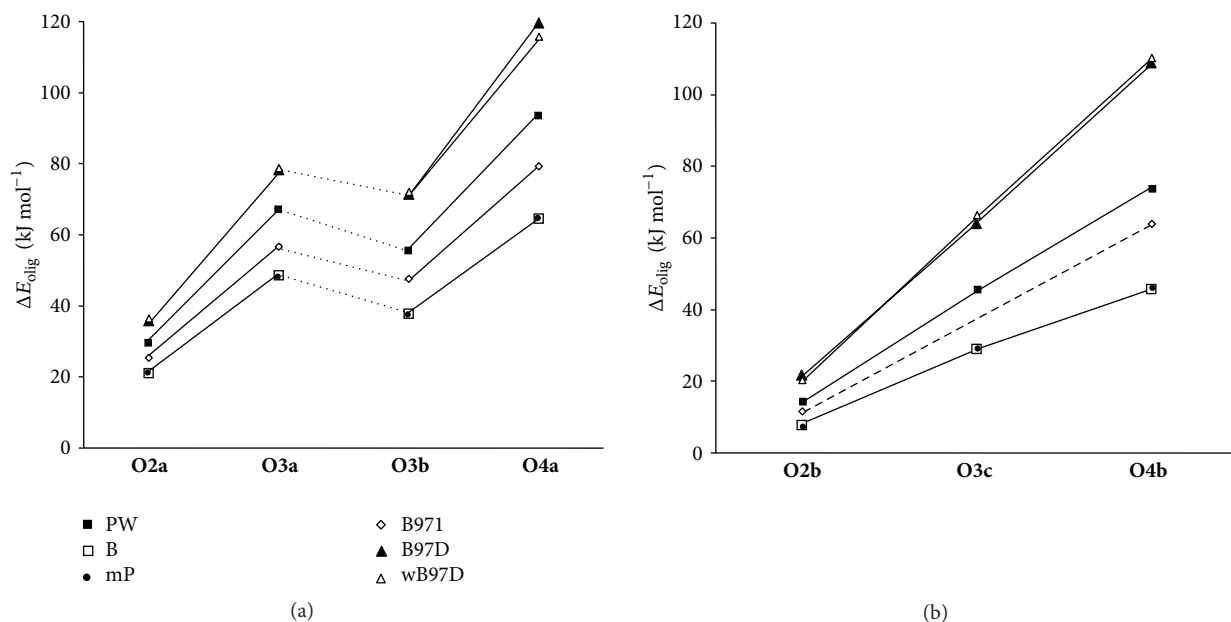 120
100
80
60
40
20
0
ΔE_olig (kJ mol⁻¹)
O2a O3a O3b O4a
PW
B
mP
B971
B97D
wB97D
(a)
120
100
80
60
40
20
0
ΔE_olig (kJ mol⁻¹)
O2b O3c O4b
(b)